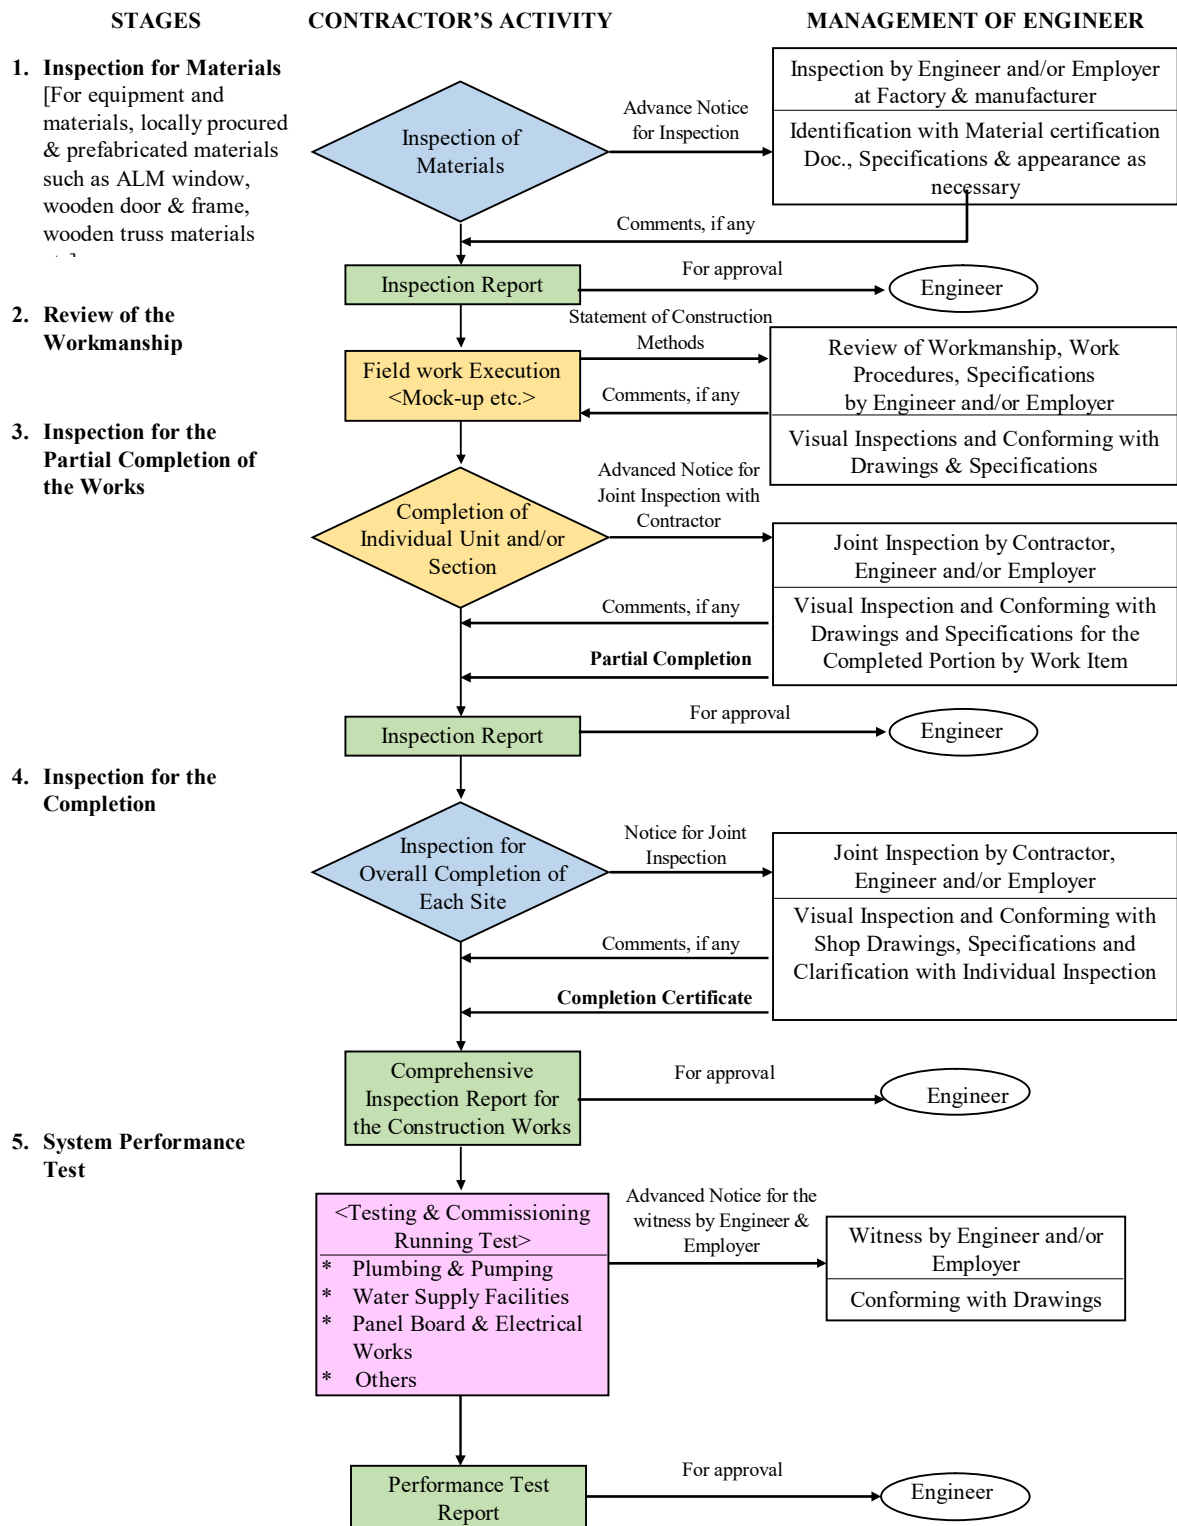 STAGES
CONTRACTOR’S ACTIVITY
MANAGEMENT OF ENGINEER
1. Inspection for Materials
[For equipment and
materials, locally procured
& prefabricated materials
such as ALM window,
wooden door & frame,
wooden truss materials
Inspection of
Materials
Advance Notice
for Inspection
Inspection by Engineer and/or Employer
at Factory & manufacturer
Identification with Material certification
Doc., Specifications & appearance as
necessary
Comments, if any
Inspection Report
For approval
Engineer
2. Review of the
Workmanship
Statement of Construction
Methods
Field work Execution
<Mock-up etc.>
Comments, if any
Review of Workmanship, Work
Procedures, Specifications
by Engineer and/or Employer
Visual Inspections and Conforming with
Drawings & Specifications
3. Inspection for the
Partial Completion of
the Works
Advanced Notice for
Joint Inspection with
Contractor
Completion of
Individual Unit and/or
Section
Joint Inspection by Contractor,
Engineer and/or Employer
Visual Inspection and Conforming with
Drawings and Specifications for the
Completed Portion by Work Item
Comments, if any
Partial Completion
Inspection Report
For approval
Engineer
4. Inspection for the
Completion
Inspection for
Overall Completion of
Each Site
Notice for Joint
Inspection
Joint Inspection by Contractor,
Engineer and/or Employer
Visual Inspection and Conforming with
Shop Drawings, Specifications and
Clarification with Individual Inspection
Comments, if any
Completion Certificate
Comprehensive
Inspection Report for
the Construction Works
For approval
Engineer
5. System Performance
Test
<Testing & Commissioning
Running Test>
* Plumbing & Pumping
* Water Supply Facilities
* Panel Board & Electrical
Works
* Others
Advanced Notice for the
witness by Engineer &
Employer
Witness by Engineer and/or
Employer
Conforming with Drawings
Performance Test
Report
For approval
Engineer